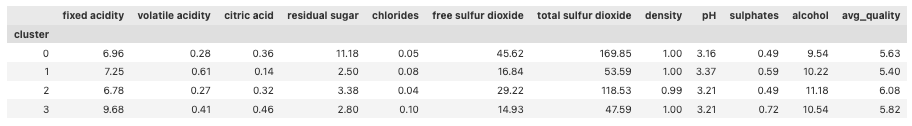 fixed acidity volatile acidity citric acid residual sugar chlorides free sulfur dioxide total sulfur dioxide density pH sulphates alcohol avg_quality
cluster
0 6.96 0.28 0.36 11.18 0.05 45.62 169.85 1.00 3.16 0.49 9.54 5.63
1 7.25 0.61 0.14 2.50 0.08 16.84 53.59 1.00 3.37 0.59 10.22 5.40
2 6.78 0.27 0.32 3.38 0.04 29.22 118.53 0.99 3.21 0.49 11.18 6.08
3 9.68 0.41 0.46 2.80 0.10 14.93 47.59 1.00 3.21 0.72 10.54 5.82